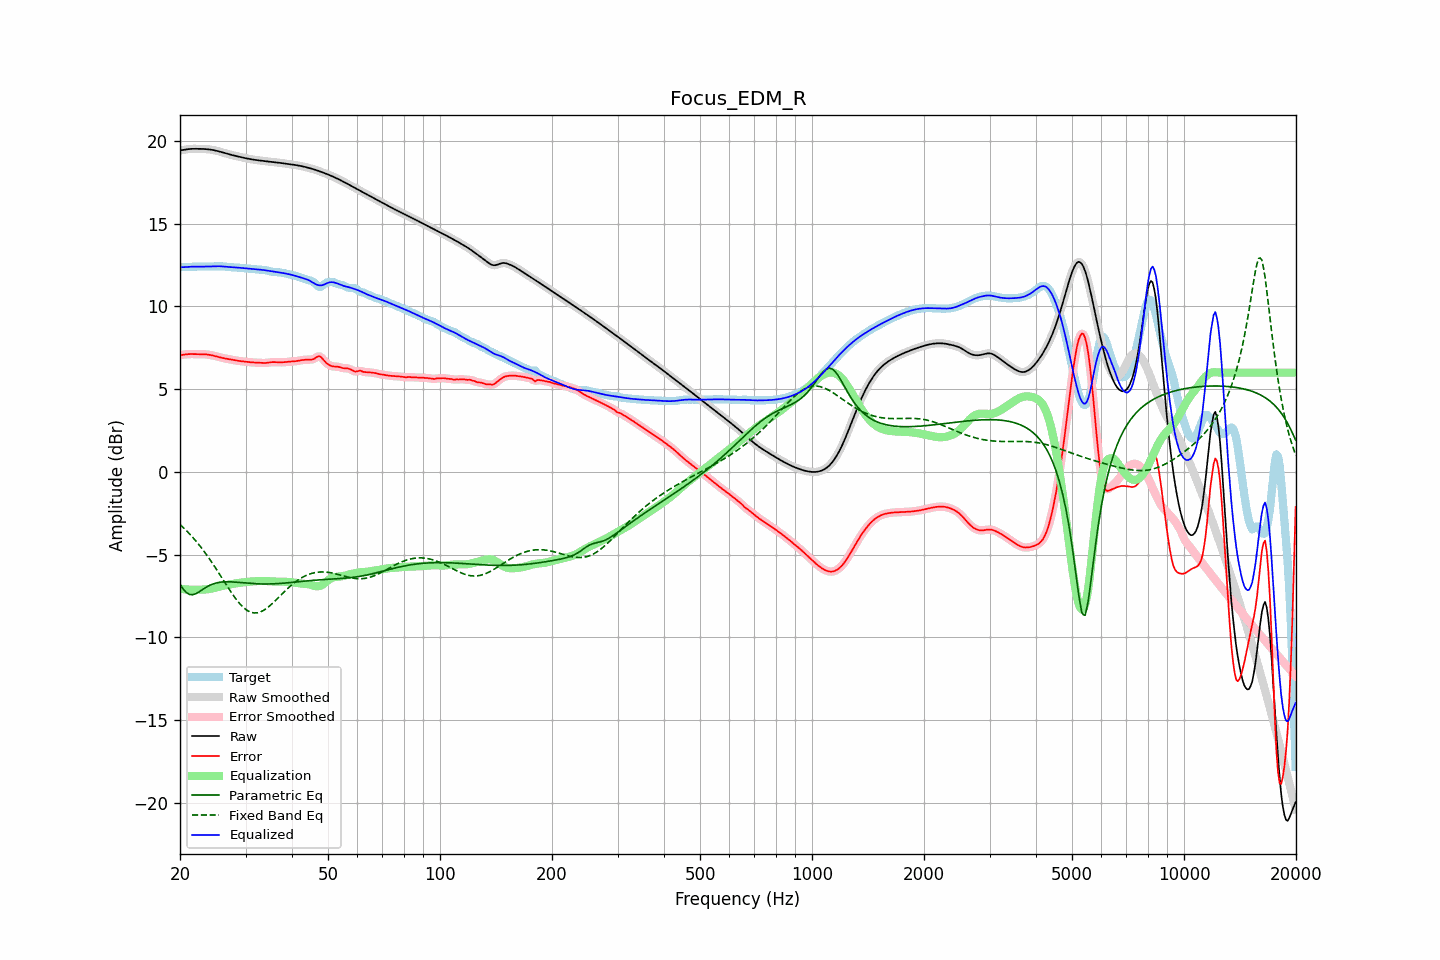 Focus_EDM_R
20
15
10
5
0
−5
−10
−15
−20
Amplitude (dBr)
Target
Raw Smoothed
Error Smoothed
Raw
Error
Equalization
Parametric Eq
Fixed Band Eq
Equalized
20 50 100 200 500 1000 2000 5000 10000 20000
Frequency (Hz)